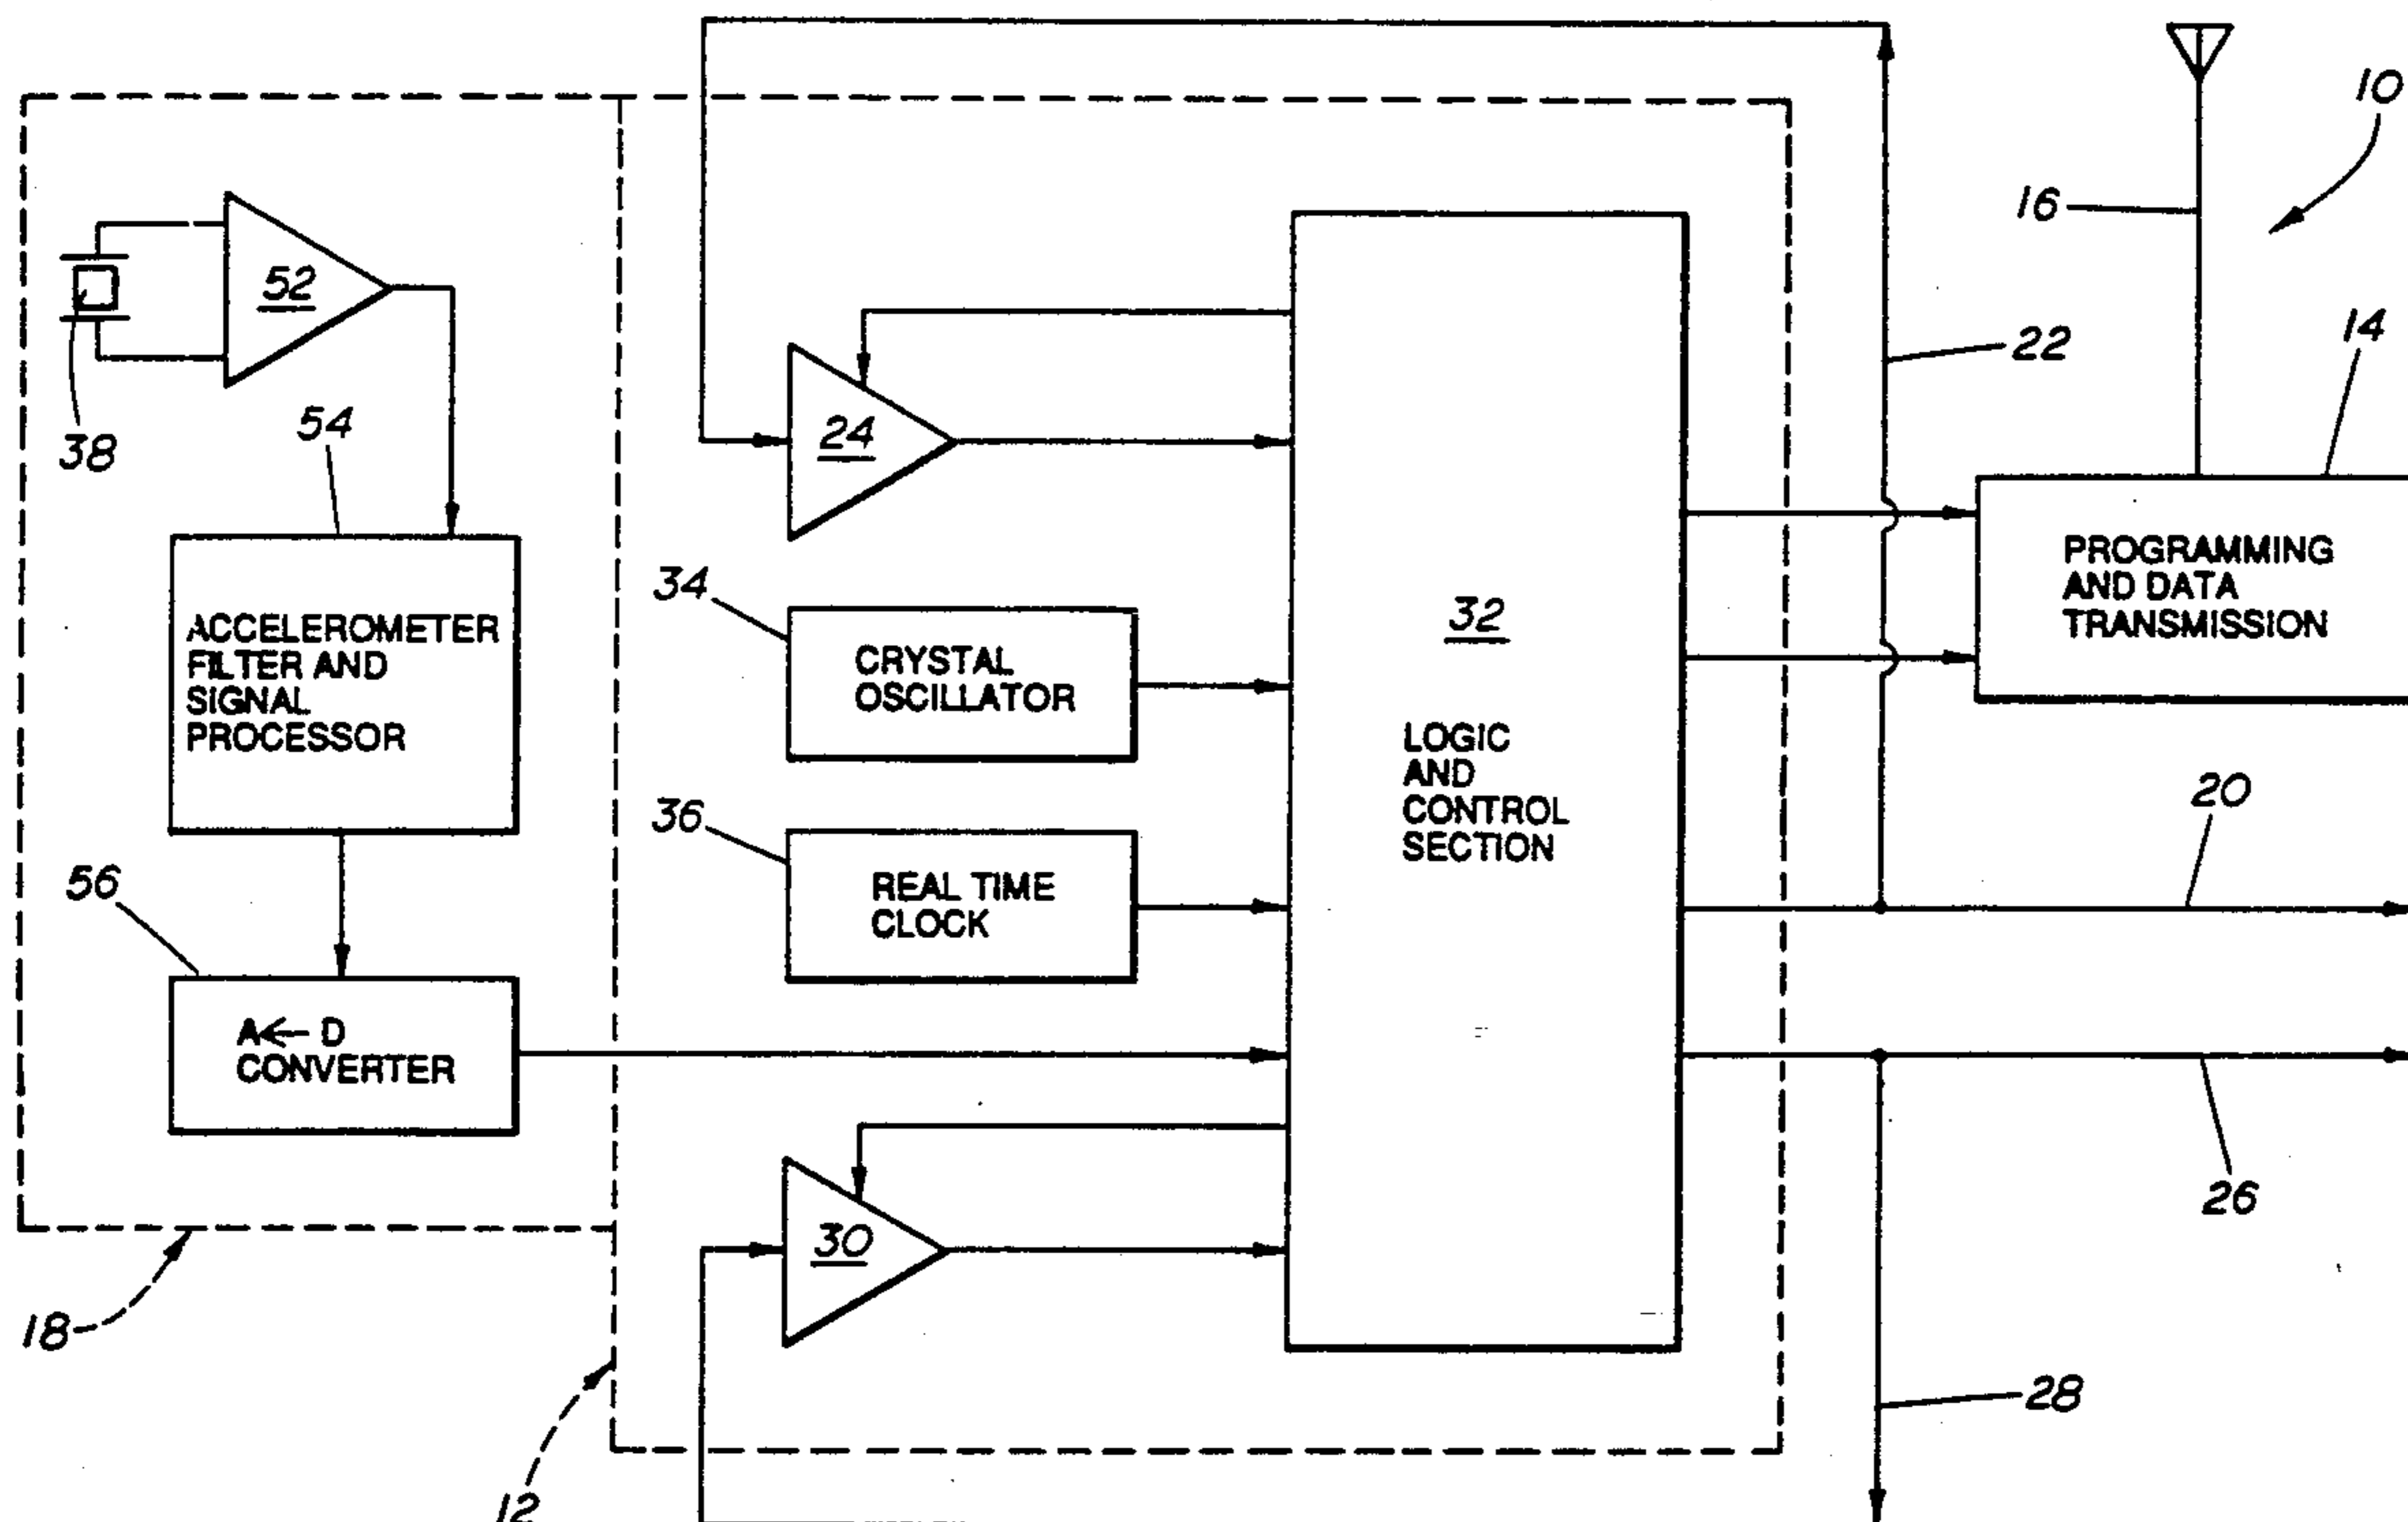 10
16
52
14
22
24
38
54
PROGRAMMING
AND DATA
TRANSMISSION
34
32
ACCELEROMETER
FILTER AND
SIGNAL
PROCESSOR
CRYSTAL
OSCILLATOR
LOGIC
AND
CONTROL
SECTION
20
36
56
REAL TIME
CLOCK
A← D
CONVERTER
26
30
18
28
12